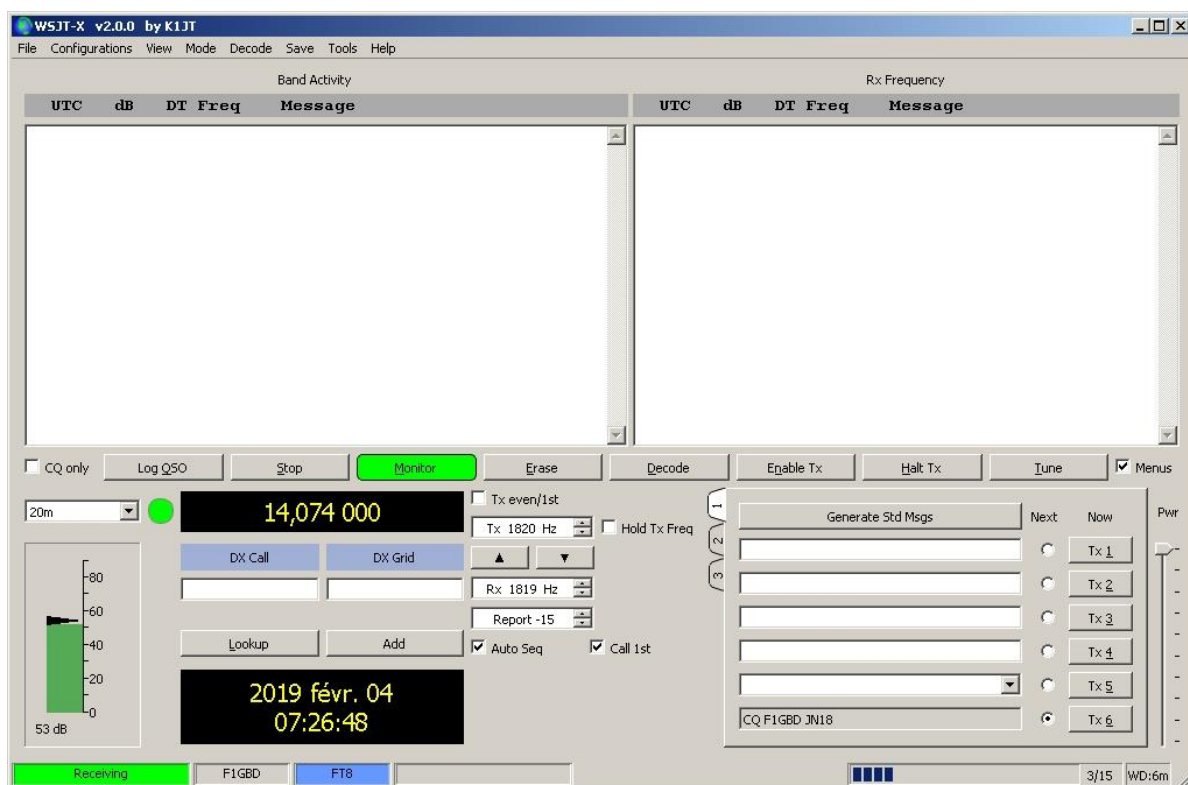 WSJT-X v2.0.0 by K1JT
File Configurations View Mode Decode Save Tools Help
Band Activity Rx Frequency
UTC dB DT Freq Message UTC dB DT Freq Message
CQ only Log QSO Stop Monitor Erase Decode Enable Tx Halt Tx Tune Menus
20m 14,074 000 Tx even/1st
Tx 1820 Hz Hold Tx Freq
DX Call DX Grid ▲ ▼
Rx 1819 Hz
Report -15
Lookup Add Auto Seq Call 1st
2019 févr. 04
07:26:48
80
60
40
20
0
53 dB
1
2
3
Generate Std Msgs Next Now Pwr
Tx 1
Tx 2
Tx 3
Tx 4
Tx 5
CQ F1GBD JN18 Tx 6
Receiving F1GBD FT8 3/15 WD:6m